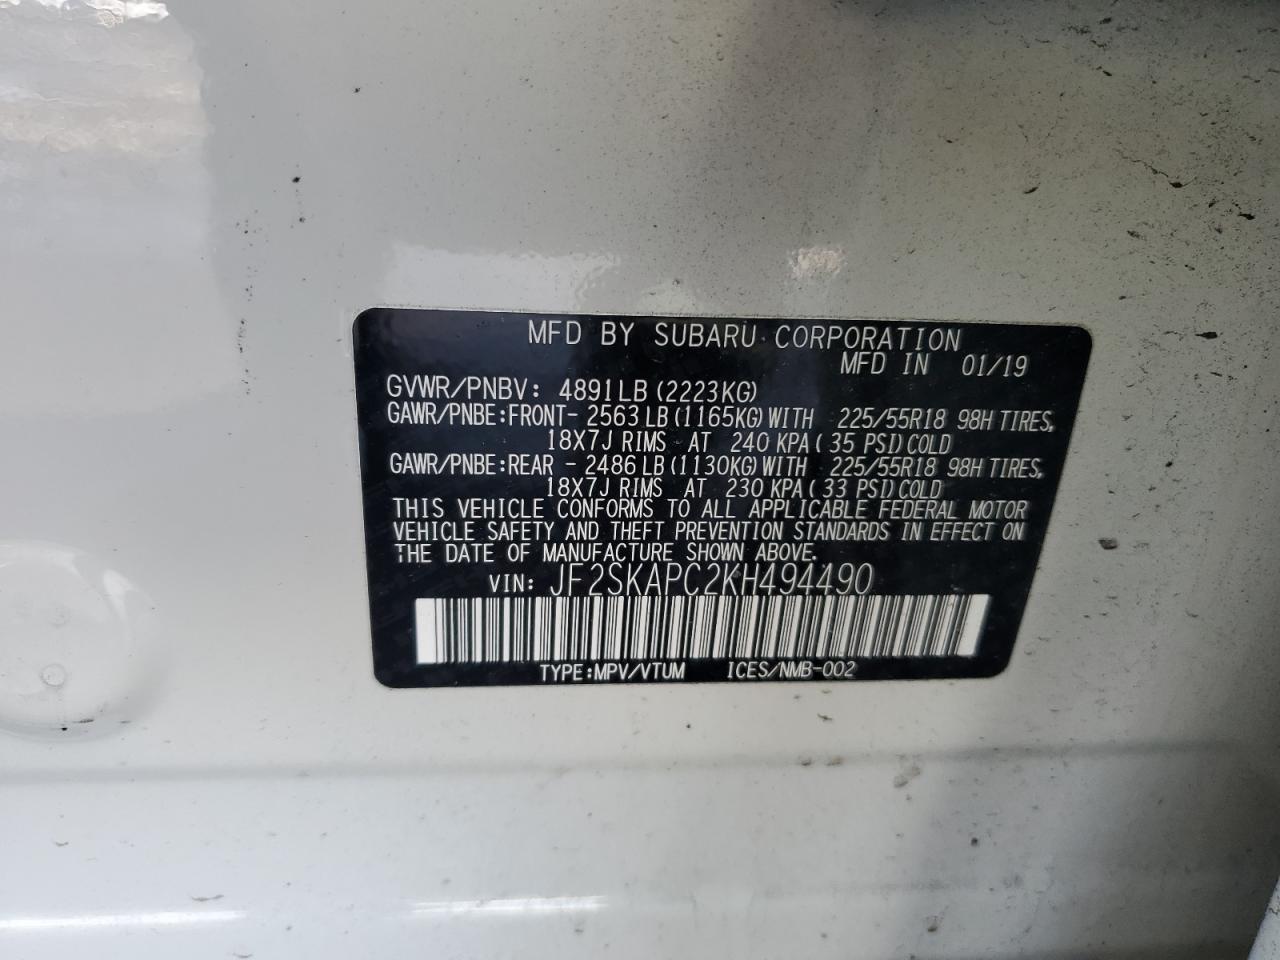 MFD BY SUBARU CORPORATION
MFD IN 01/19
GVWR/PNBV: 4891LB (2223KG)
GAWR/PNBE:FRONT- 2563LB (1165KG) WITH 225/55R18 98H TIRES,
18X7J RIMS AT 240 KPA ( 35 PSI) COLD
GAWR/PNBE:REAR - 2486LB (1130KG) WITH 225/55R18 98H TIRES,
18X7J RIMS AT 230 KPA ( 33 PSI) COLD
THIS VEHICLE CONFORMS TO ALL APPLICABLE FEDERAL MOTOR
VEHICLE SAFETY AND THEFT PREVENTION STANDARDS IN EFFECT ON
THE DATE OF MANUFACTURE SHOWN ABOVE.
VIN: JF2SKAPC2KH494490
TYPE:MPV/VTUM ICES/NMB-002